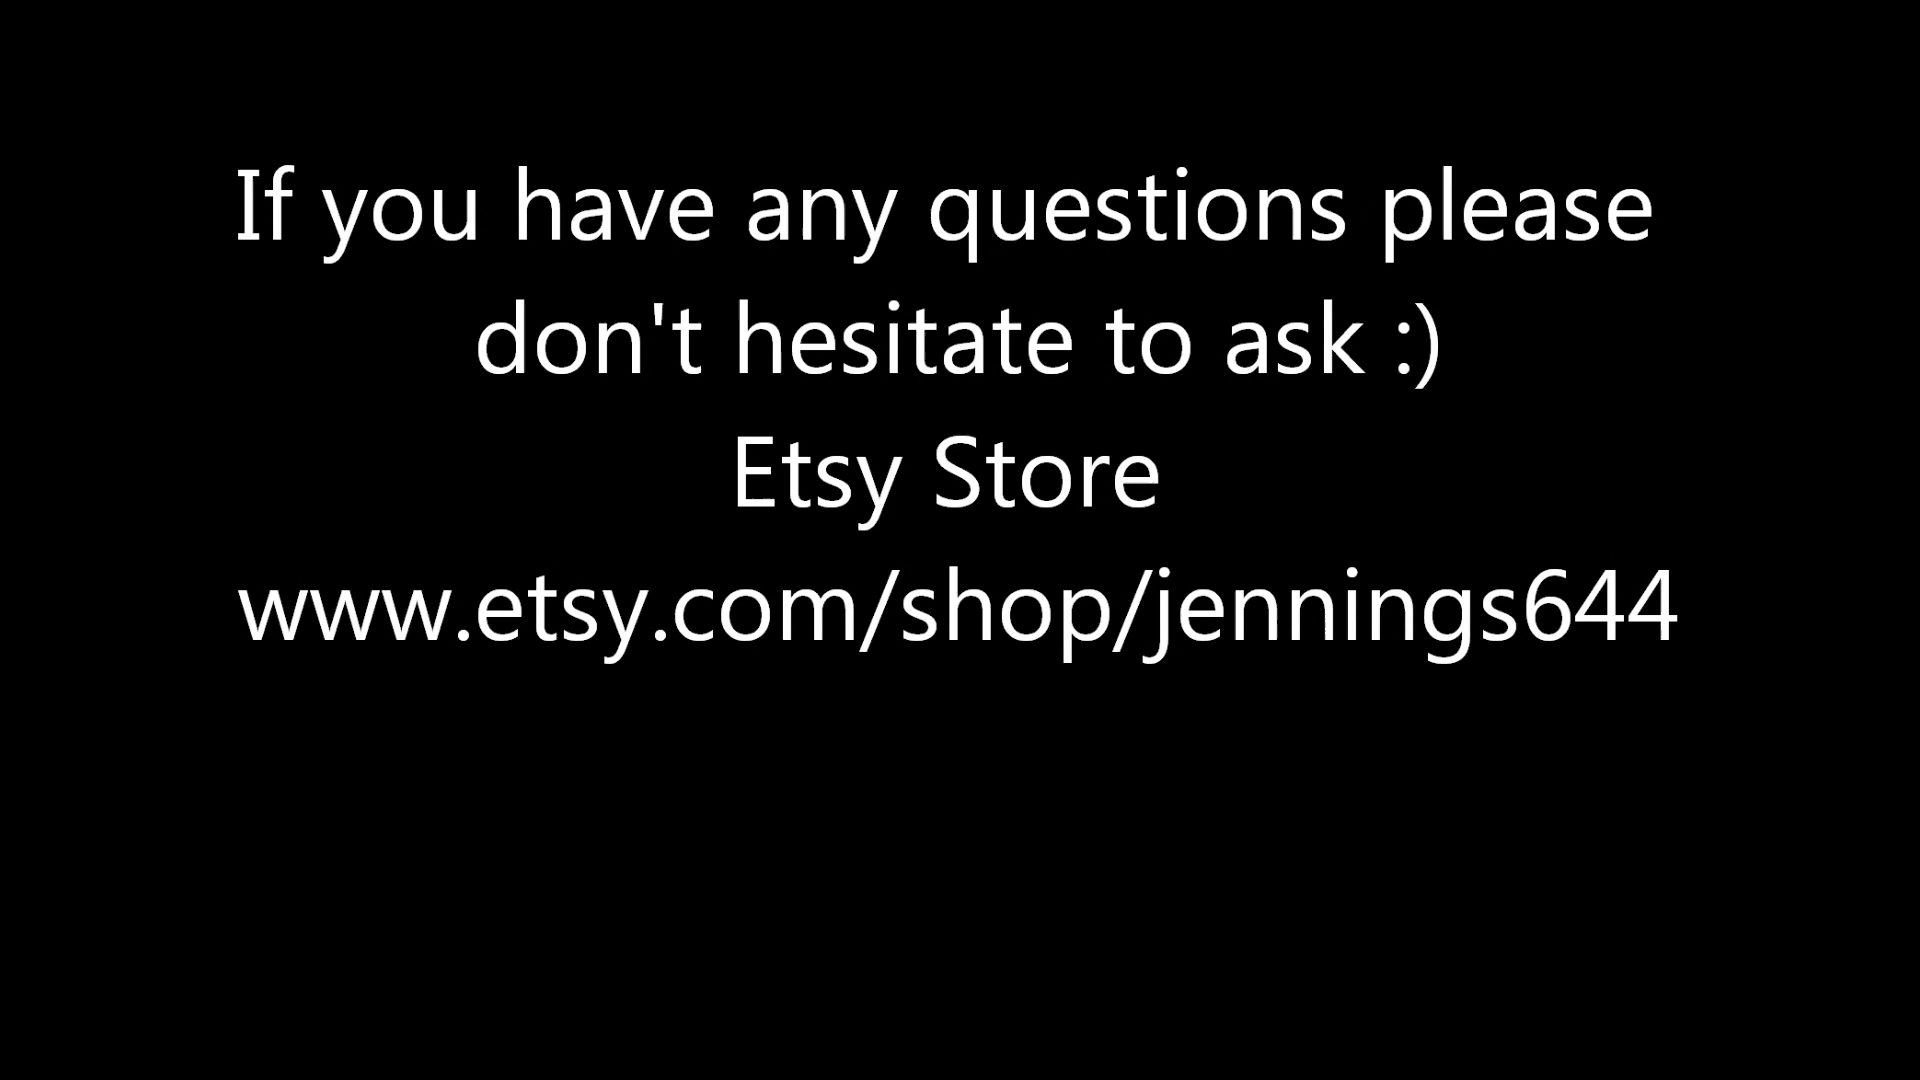 If you have any questions please
don't hesitate to ask :)
Etsy Store
www.etsy.com/shop/jennings644